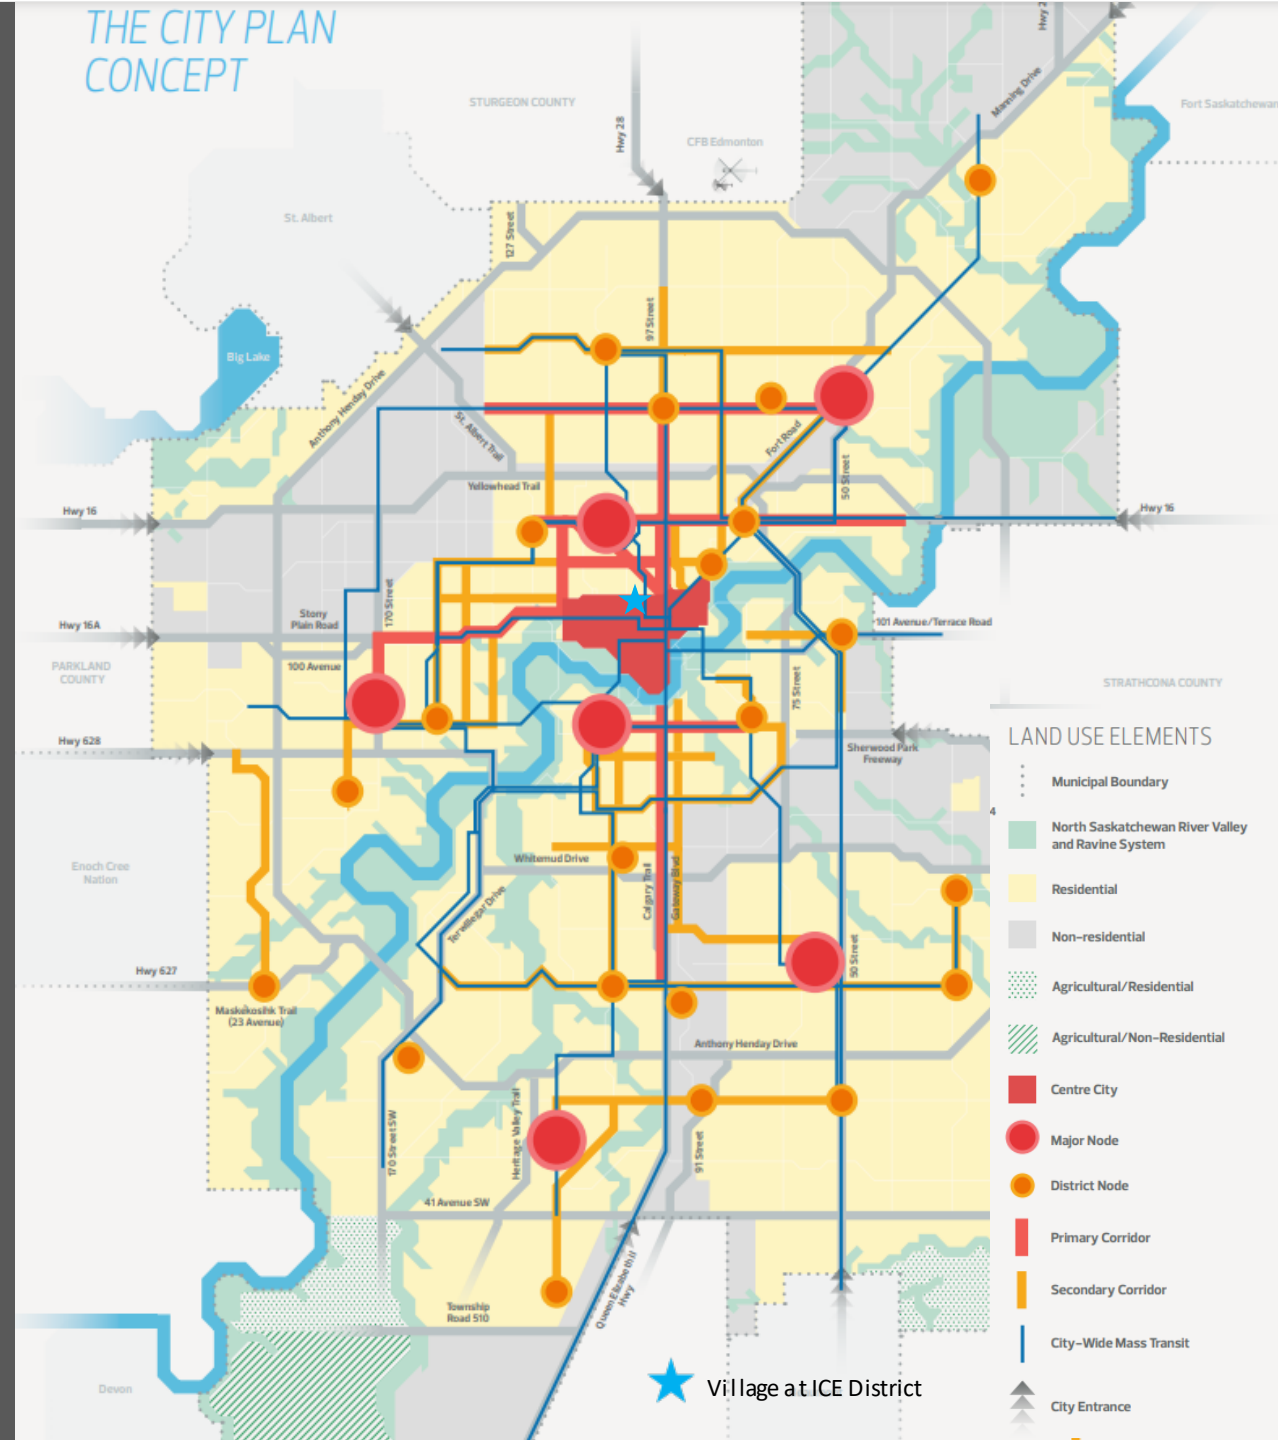 THE CITY PLAN
CONCEPT
STURGEON COUNTY
Hwy 28
CFB Edmonton
Manning Drive
Fort Saskatchewan
St. Albert
127 Street
97 Street
Big Lake
Anthony Henday Drive
St. Albert Trail
Fort Road
Yellowhead Trail
50 Street
Hwy 16
Hwy 16
Stony
Plain Road
170 Street
Hwy 16A
101 Avenue/Terrace Road
PARKLAND
COUNTY
100 Avenue
75 Street
STRATHCONA COUNTY
Hwy 628
Sherwood Park
Freeway
Enoch Cree
Nation
Whitemud Drive
Calgary Trail
Gateway Blvd
Terwillegar Drive
50 Street
Hwy 627
Maskêkosihk Trail
(23 Avenue)
Anthony Henday Drive
170 Street SW
Heritage Valley Trail
91 Street
41 Avenue SW
Queen Elizabeth II
Hwy
Township
Road 510
Devon
Village at ICE District
LAND USE ELEMENTS
Municipal Boundary
North Saskatchewan River Valley
and Ravine System
Residential
Non-residential
Agricultural/Residential
Agricultural/Non-Residential
Centre City
Major Node
District Node
Primary Corridor
Secondary Corridor
City-Wide Mass Transit
City Entrance